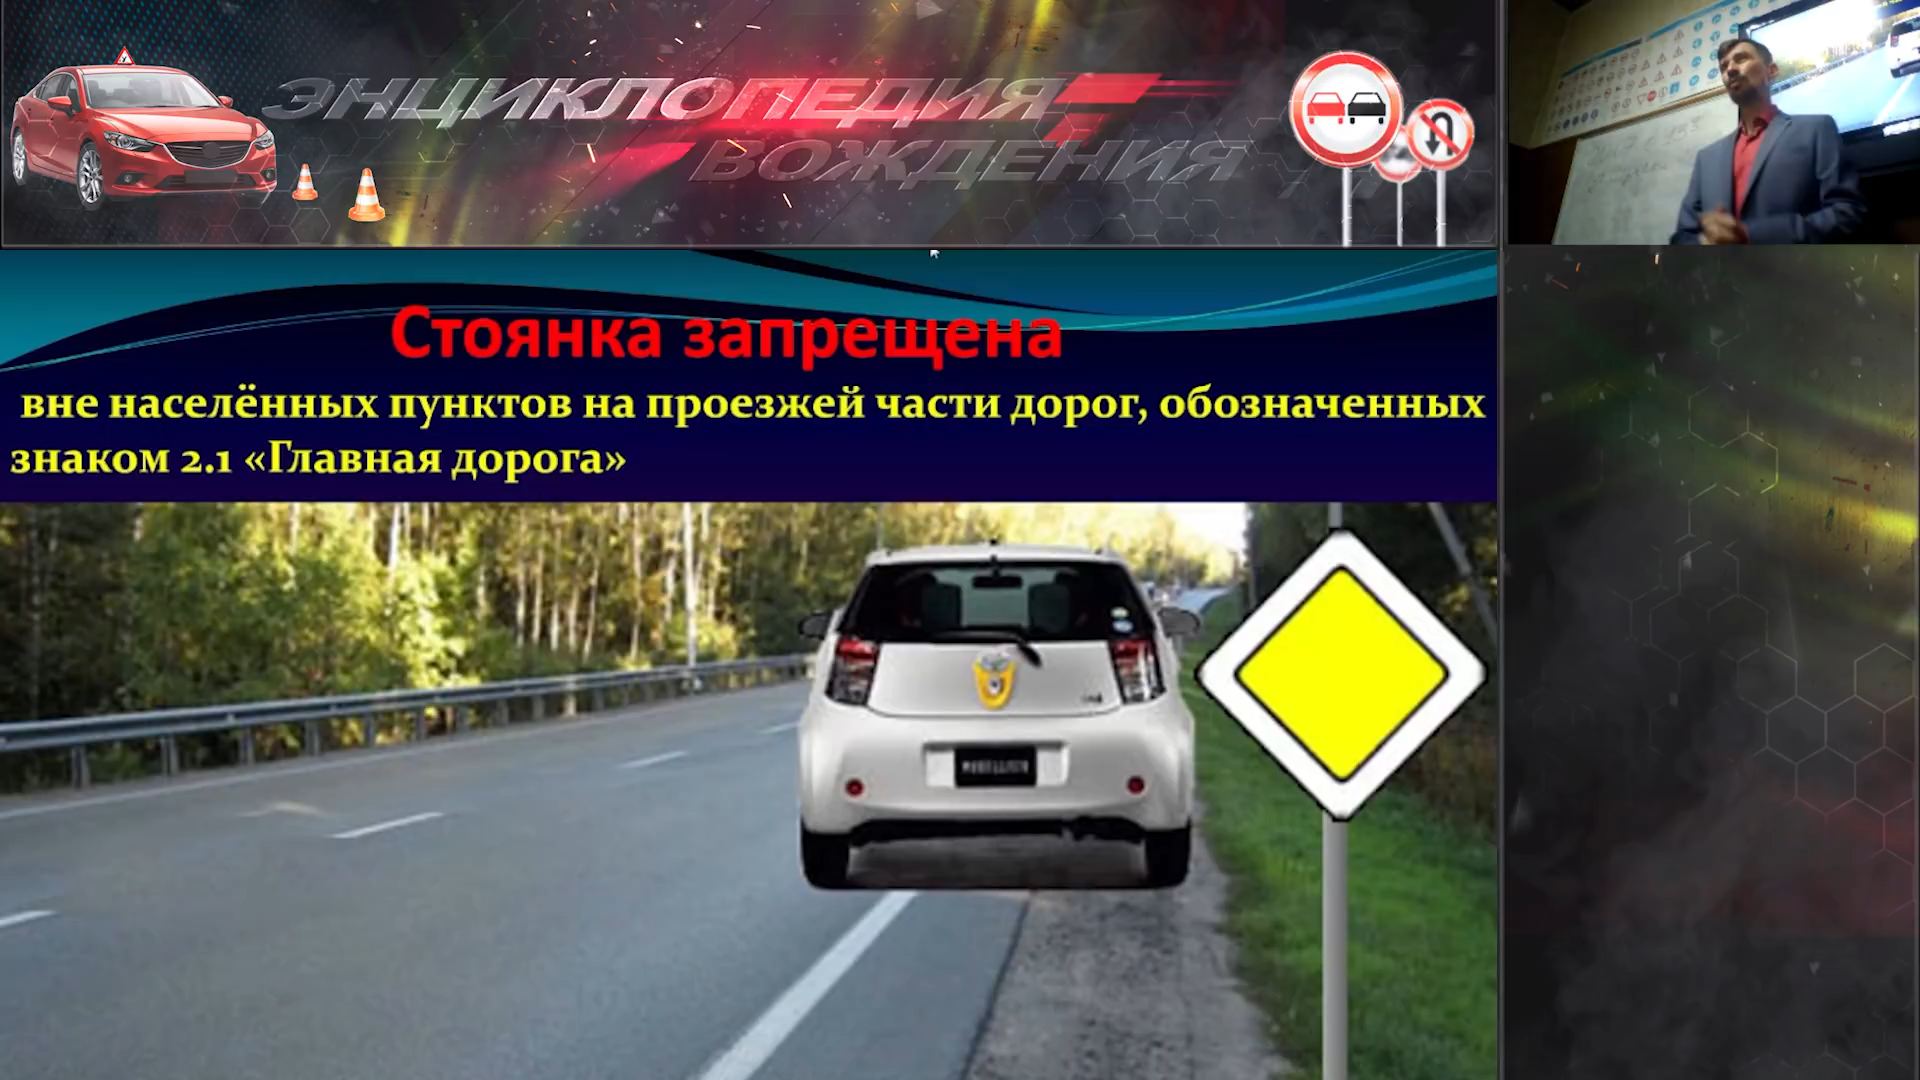 ЭНЦИКЛОПЕДИЯ
ВОЖДЕНИЯ
Стоянка запрещена
вне населённых пунктов на проезжей части дорог, обозначенных
знаком 2.1 «Главная дорога»